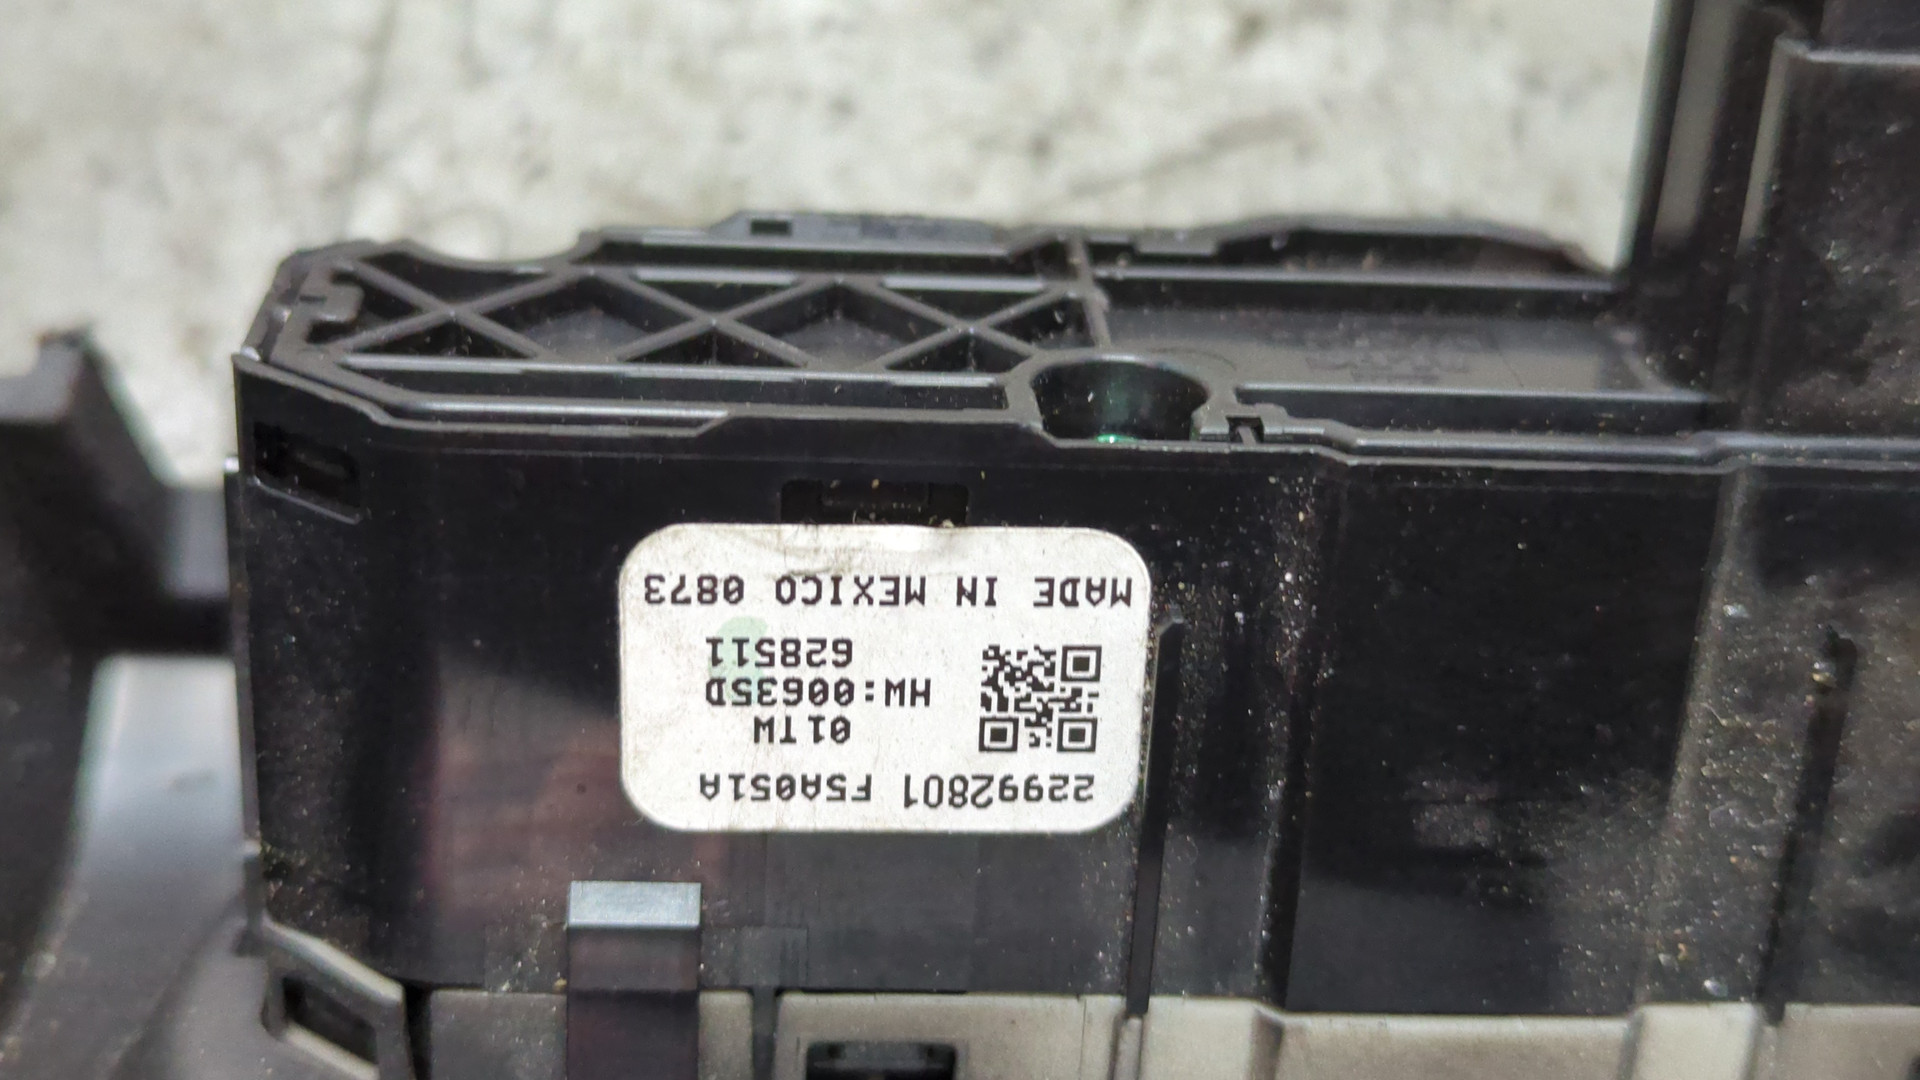 22992801 F5A051A
01TW
HW:00635D
628511
MADE IN MEXICO 0873